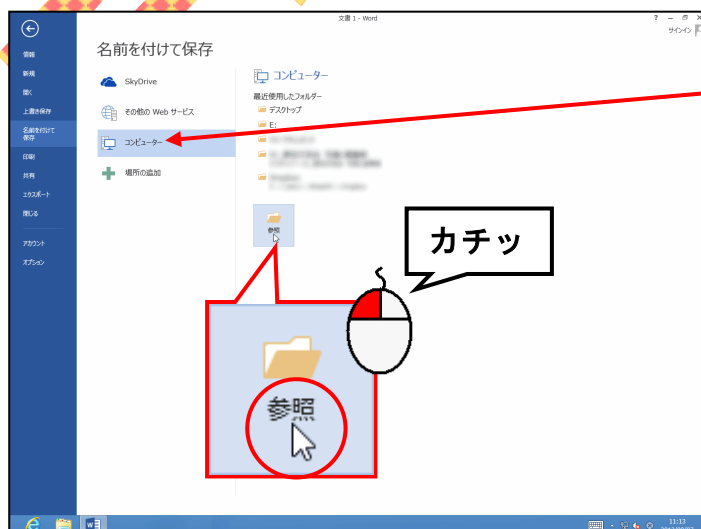 文書 1 - Word
サインイン
情報
新規
開く
上書き保存
名前を付けて
保存
印刷
共有
エクスポート
閉じる
アカウント
オプション
名前を付けて保存
SkyDrive
その他の Web サービス
コンピューター
場所の追加
コンピューター
最近使用したフォルダー
デスクトップ
E:
参照
カチッ
参照
11:13